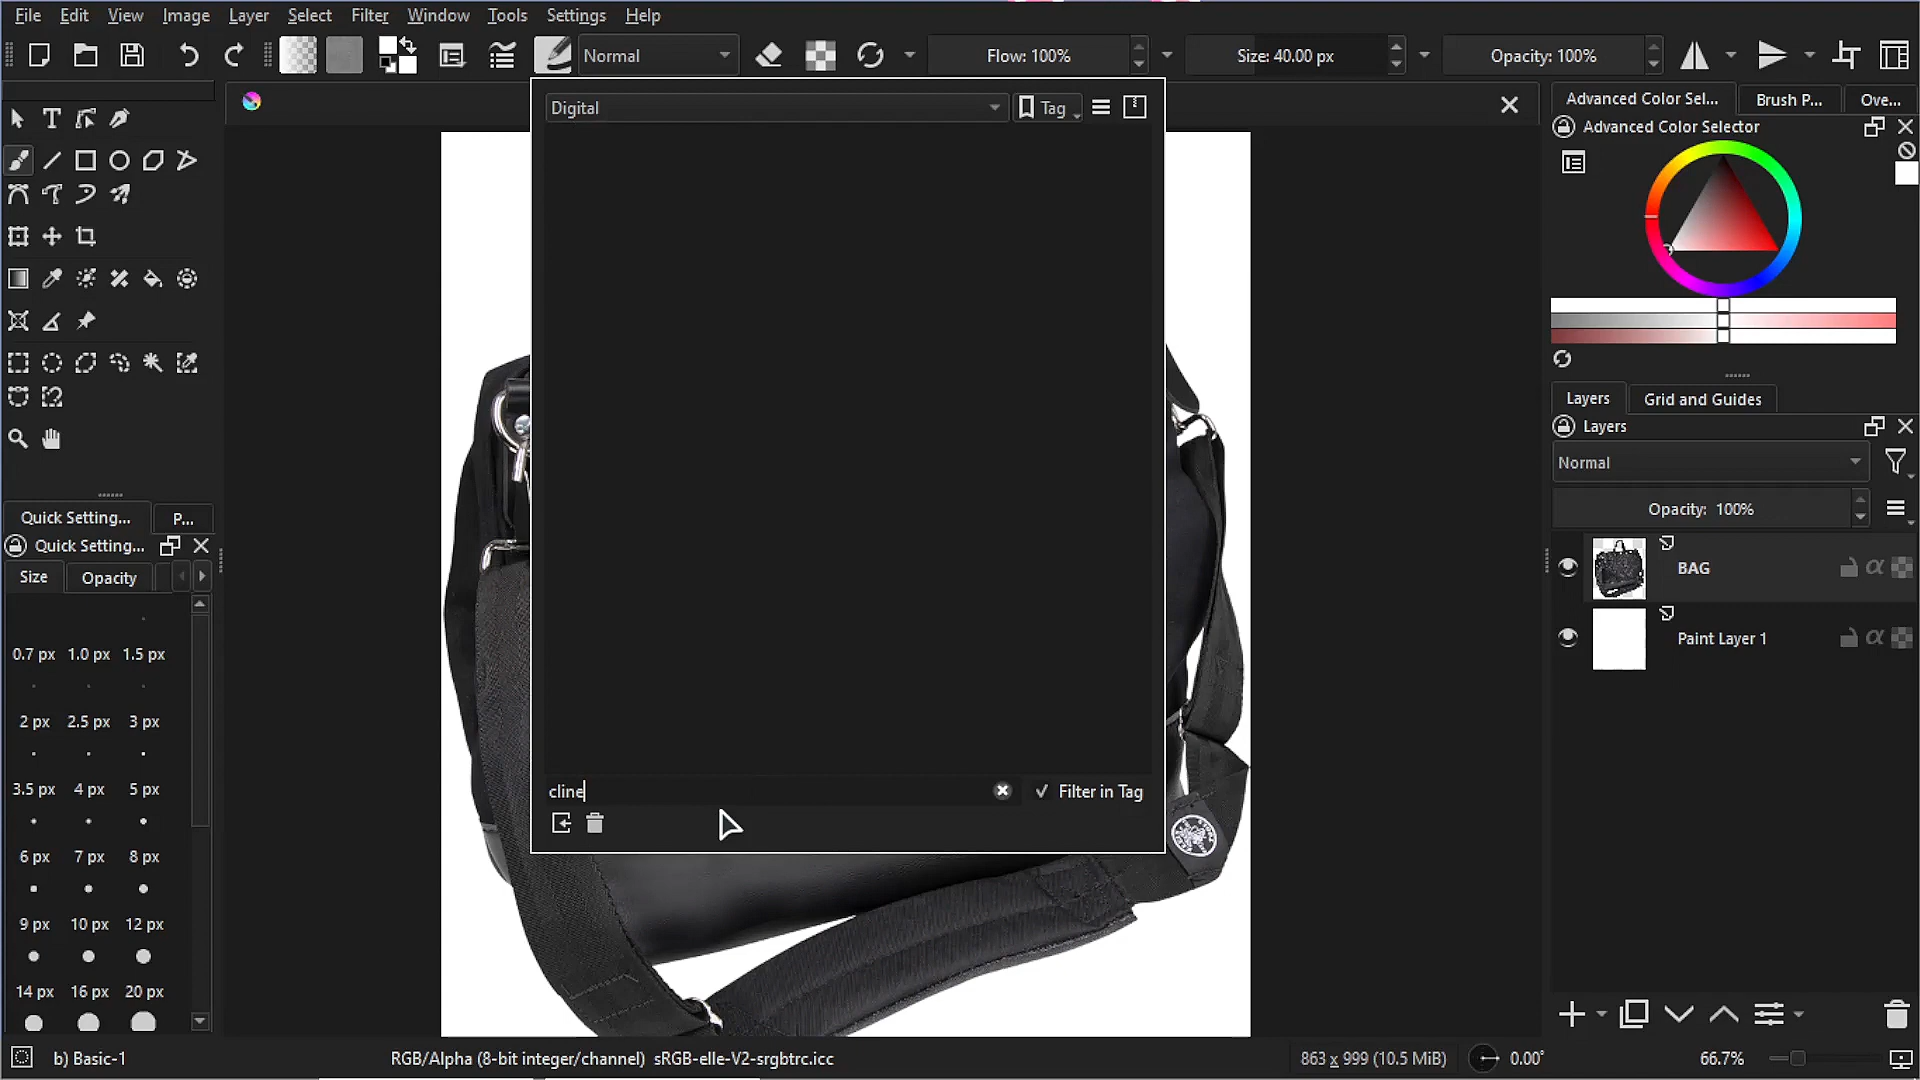 File Edit View Image Layer Select Filter Window Tools Settings Help
Normal Flow: 100% Size: 40.00 px Opacity: 100%
Digital Tag
cline
Filter in Tag
Quick Setting... P...
Quick Setting...
Size Opacity
0.7 px 1.0 px 1.5 px
2 px 2.5 px 3 px
3.5 px 4 px 5 px
6 px 7 px 8 px
9 px 10 px 12 px
14 px 16 px 20 px
Advanced Color Sel... Brush P... Ove...
Advanced Color Selector
Layers Grid and Guides
Layers
Normal
Opacity: 100%
BAG
Paint Layer 1
b) Basic-1 RGB/Alpha (8-bit integer/channel) sRGB-elle-V2-srgbtrc.icc 863 x 999 (10.5 MiB) 0.00° 66.7%